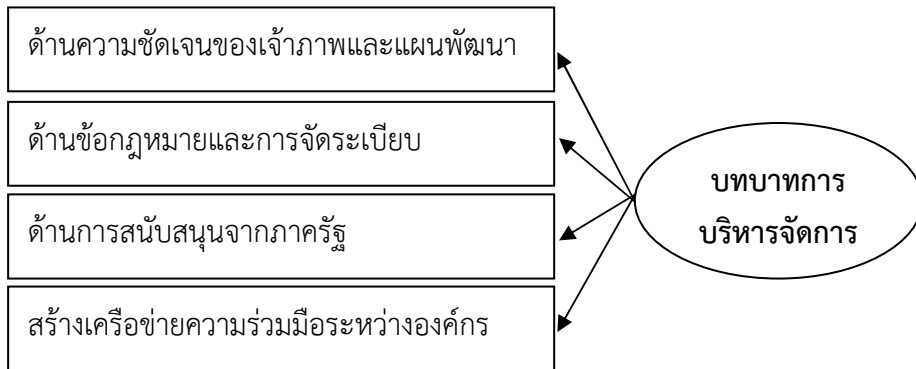 ด้านความชัดเจนของเจ้าภาพและแผนพัฒนา
ด้านข้อกฎหมายและการจัดระเบียบ
ด้านการสนับสนุนจากภาครัฐ
สร้างเครือข่ายความร่วมมือระหว่างองค์กร
บทบาทการ
บริหารจัดการ